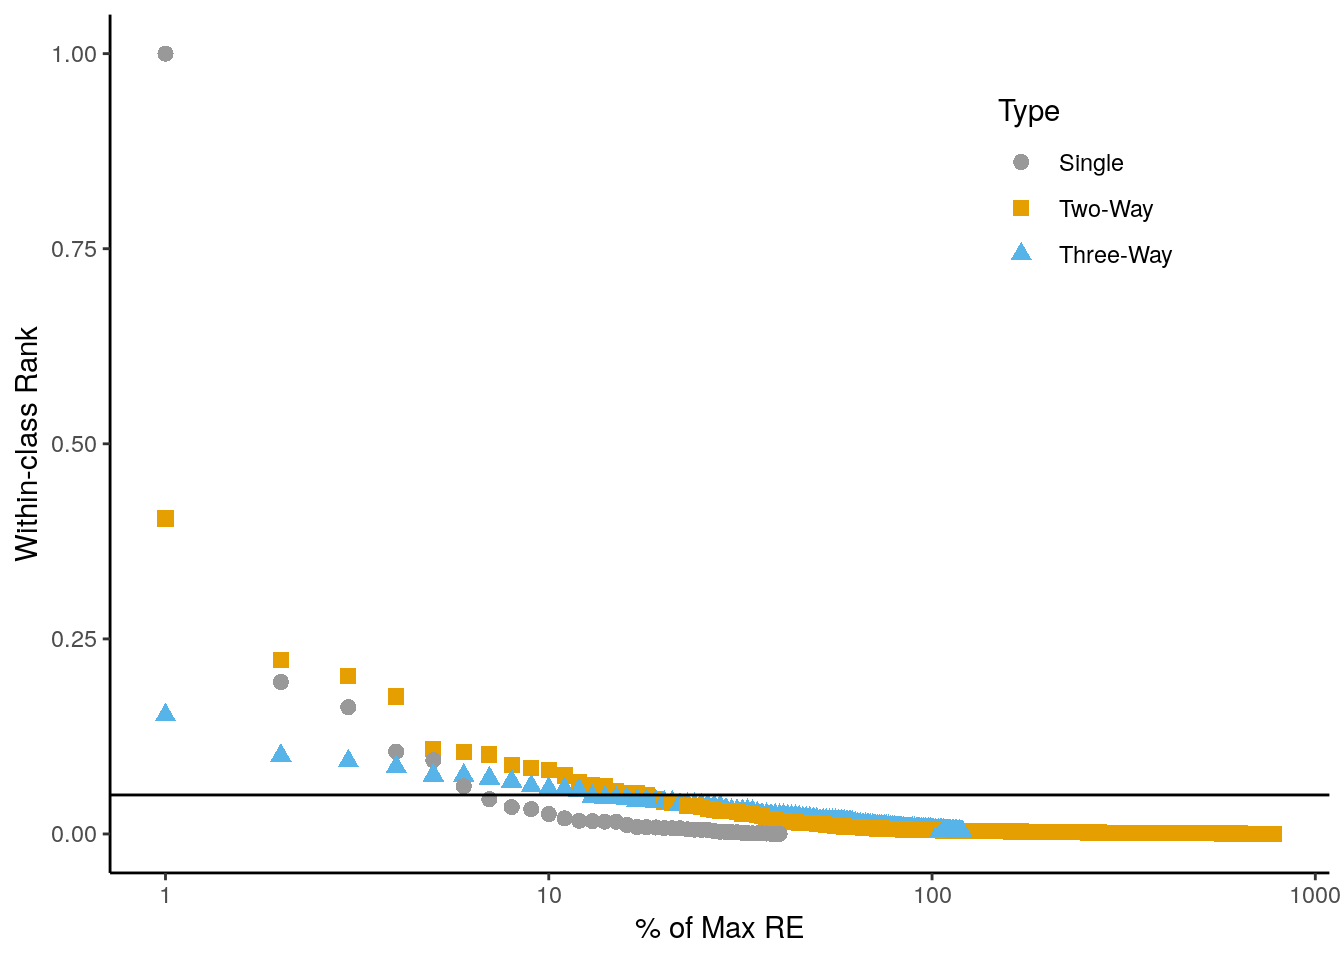 1.00
0.75
0.50
0.25
0.00
Within-class Rank
Type
Single
Two-Way
Three-Way
1
10
100
1000
% of Max RE